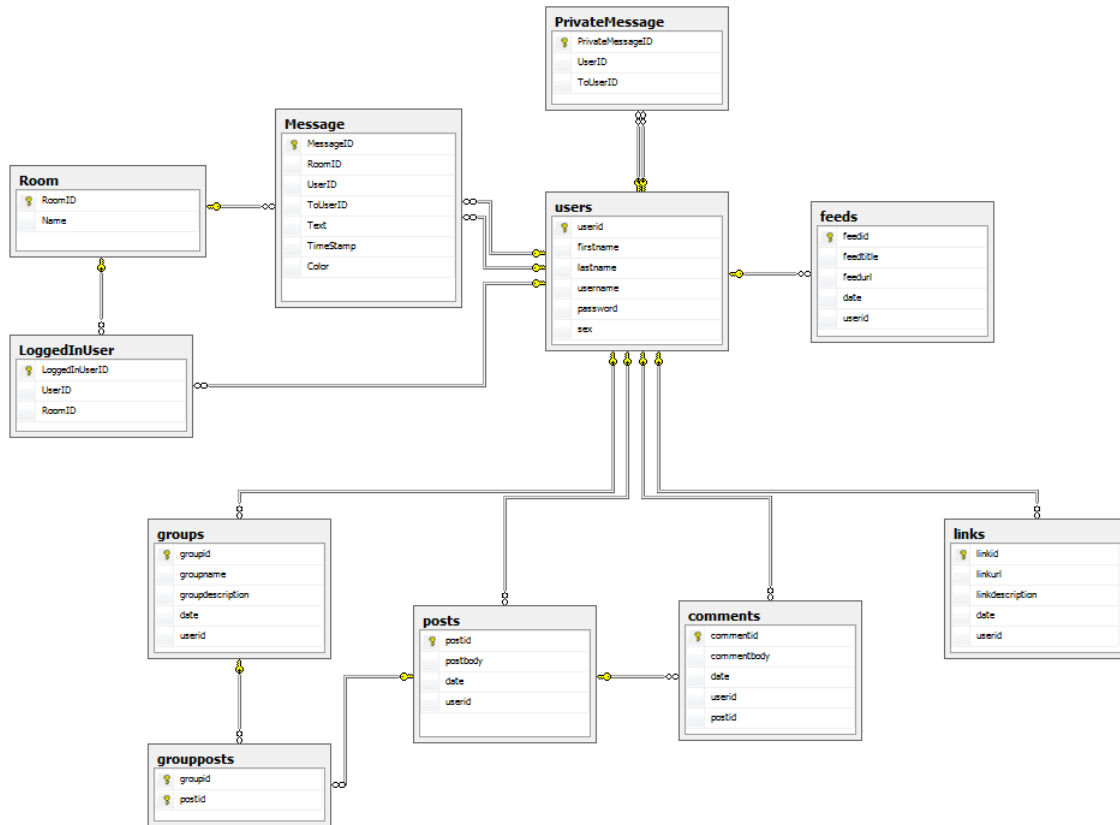 PrivateMessage
PrivateMessageID
UserID
ToUserID
Message
MessageID
RoomID
UserID
ToUserID
Text
TimeStamp
Color
Room
RoomID
Name
users
userid
firstname
lastname
username
password
sex
feeds
feedid
feedtitle
feedurl
date
userid
LoggedInUser
LoggedInUserID
UserID
RoomID
groups
groupid
groupname
groupdescription
date
userid
posts
postid
postbody
date
userid
comments
commentid
commentbody
date
userid
postid
links
linkid
linkurl
linkdescription
date
userid
groupposts
groupid
postid